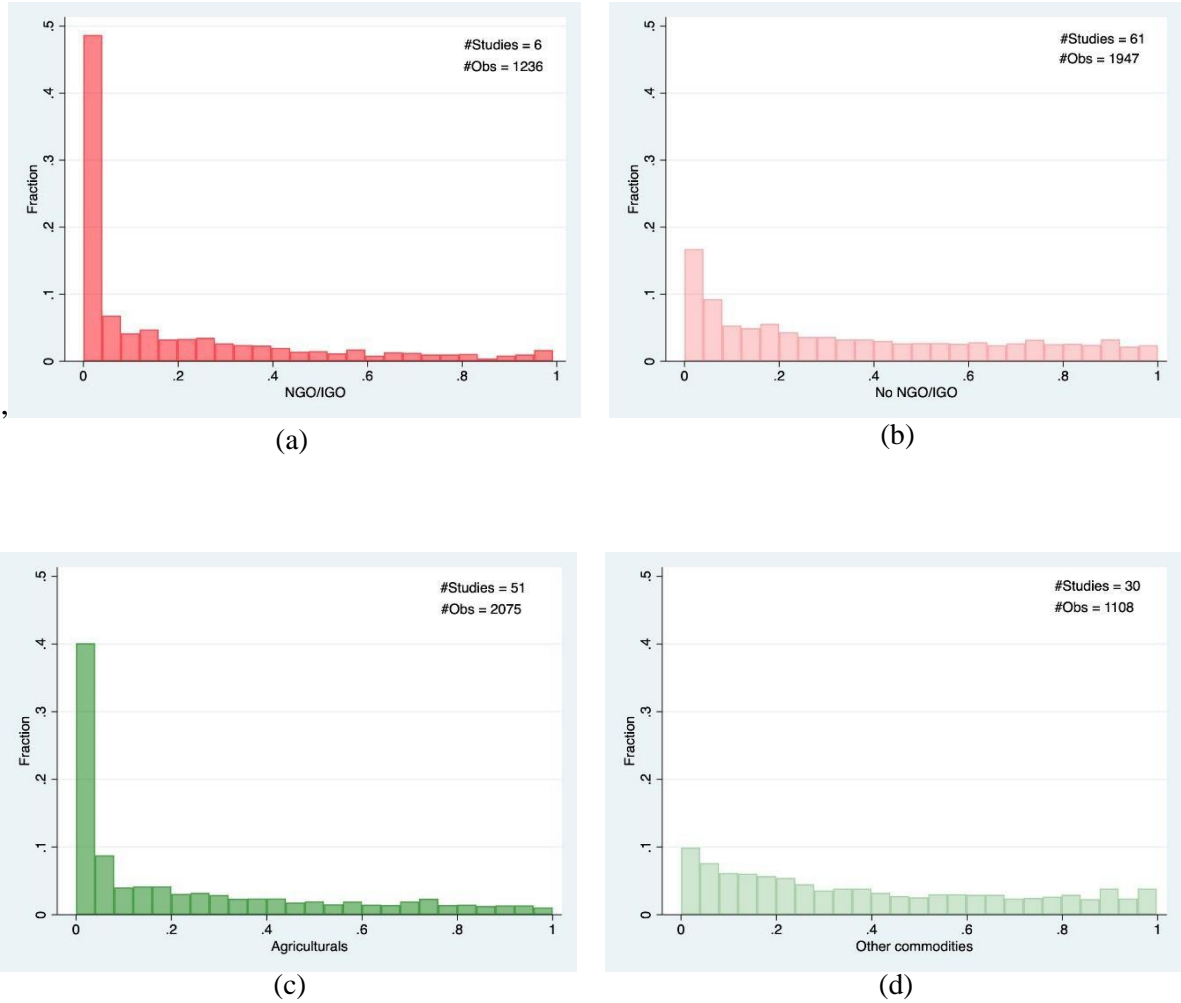 .5
.4
.3
.2
.1
0
Fraction
#Studies = 6
#Obs = 1236
0 .2 .4 .6 .8 1
NGO/IGO
,
(a)
.5
.4
.3
.2
.1
0
Fraction
#Studies = 61
#Obs = 1947
0 .2 .4 .6 .8 1
No NGO/IGO
(b)
.5
.4
.3
.2
.1
0
Fraction
#Studies = 51
#Obs = 2075
0 .2 .4 .6 .8 1
Agriculturals
(c)
.5
.4
.3
.2
.1
0
Fraction
#Studies = 30
#Obs = 1108
0 .2 .4 .6 .8 1
Other commodities
(d)